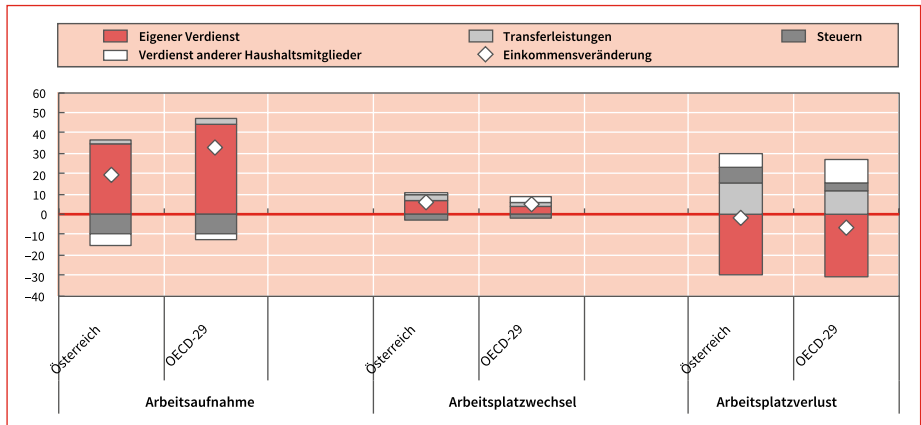 Eigener Verdienst Transferleistungen Steuern
Verdienst anderer Haushaltsmitglieder Einkommensveränderung
60
50
40
30
20
10
0
−10
−20
−30
−40
Österreich OECD-29 Österreich OECD-29 Österreich OECD-29
Arbeitsaufnahme Arbeitsplatzwechsel Arbeitsplatzverlust